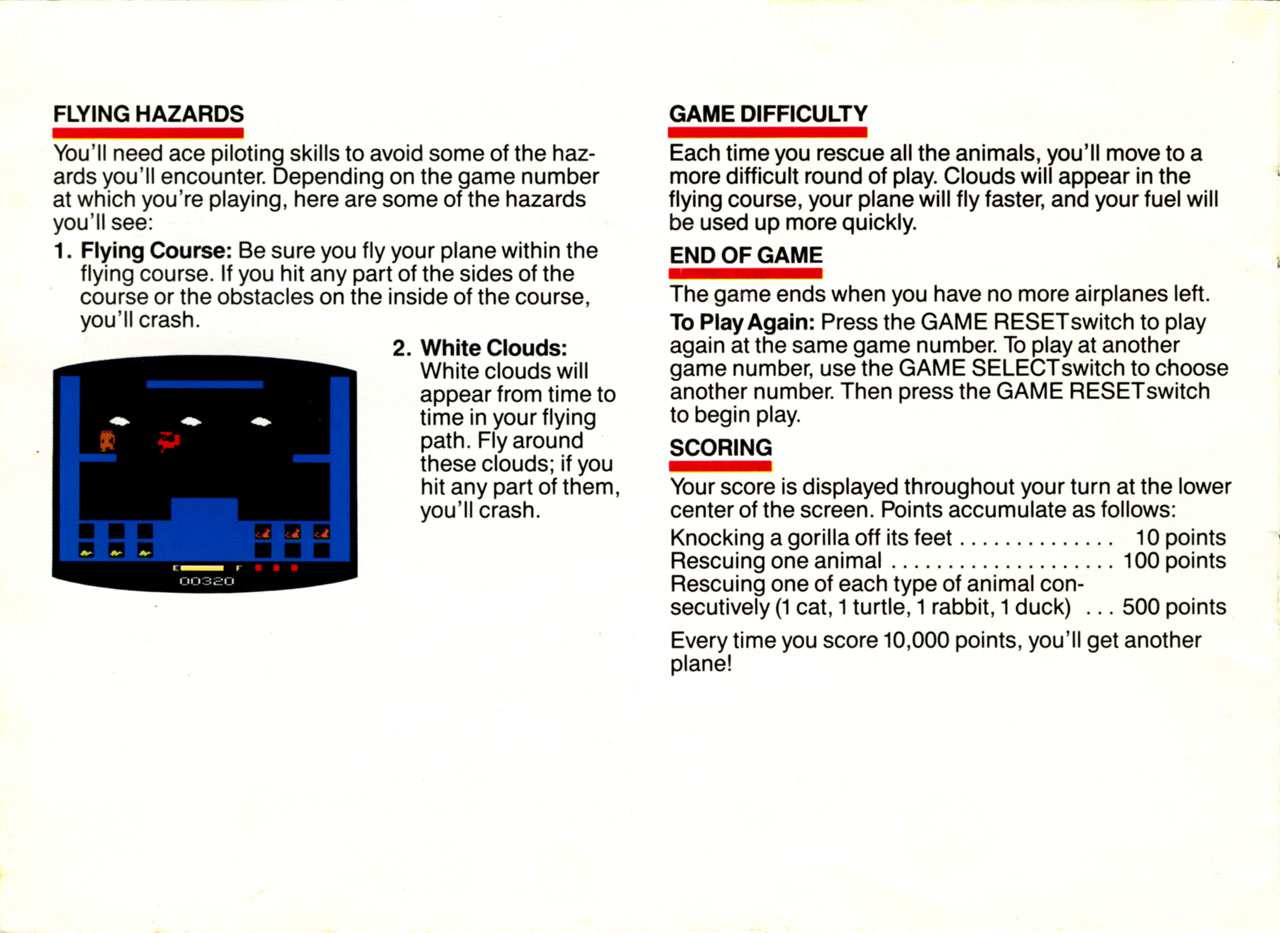 FLYING HAZARDS
You'll need ace piloting skills to avoid some of the haz-
ards you'll encounter. Depending on the game number
at which you're playing, here are some of the hazards
you'll see:
1. Flying Course: Be sure you fly your plane within the
flying course. If you hit any part of the sides of the
course or the obstacles on the inside of the course,
you'll crash.
2. White Clouds:
White clouds will
appear from time to
time in your flying
path. Fly around
these clouds; if you
hit any part of them,
you'll crash.
E F
00320
GAME DIFFICULTY
Each time you rescue all the animals, you'll move to a
more difficult round of play. Clouds will appear in the
flying course, your plane will fly faster, and your fuel will
be used up more quickly.
END OF GAME
The game ends when you have no more airplanes left.
To Play Again: Press the GAME RESET switch to play
again at the same game number. To play at another
game number, use the GAME SELECT switch to choose
another number. Then press the GAME RESET switch
to begin play.
SCORING
Your score is displayed throughout your turn at the lower
center of the screen. Points accumulate as follows:
Knocking a gorilla off its feet . . . . . . . . . . . . . . 10 points
Rescuing one animal . . . . . . . . . . . . . . . . . . . . 100 points
Rescuing one of each type of animal con-
secutively (1 cat, 1 turtle, 1 rabbit, 1 duck) . . . 500 points
Every time you score 10,000 points, you'll get another
plane!